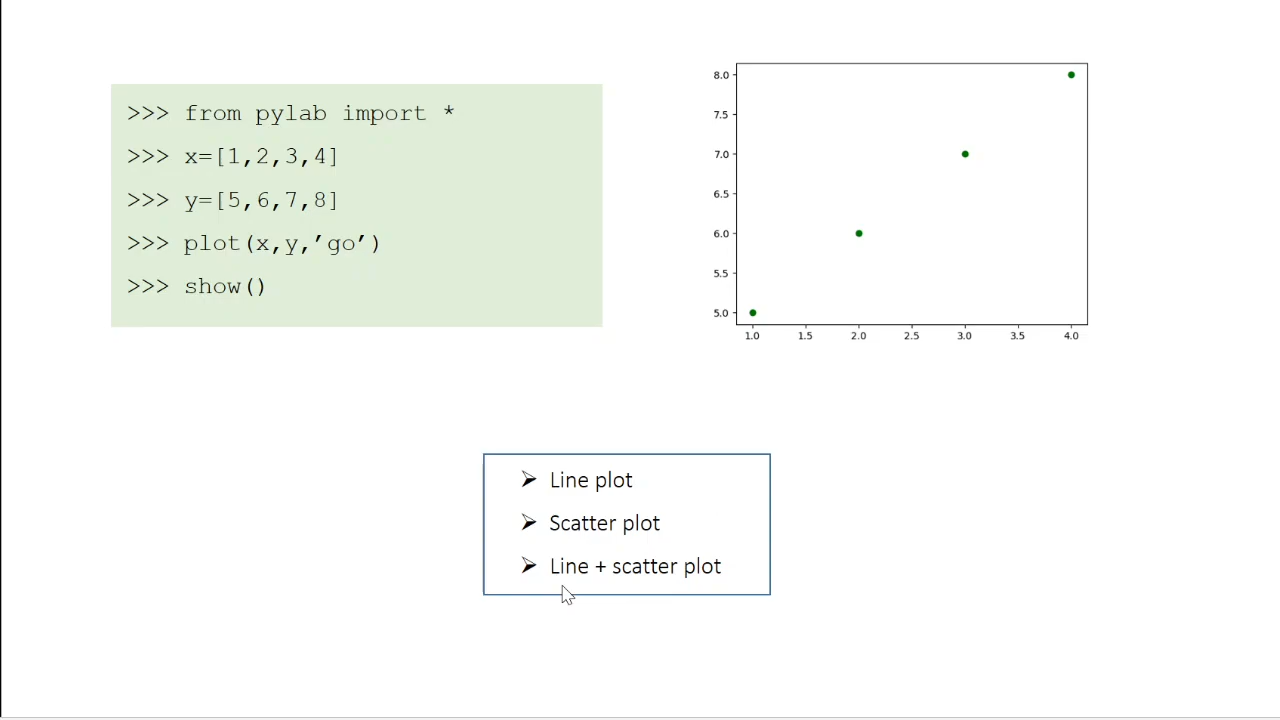 >>> from pylab import *
>>> x=[1,2,3,4]
>>> y=[5,6,7,8]
>>> plot(x,y,’go’)
>>> show()
8.0
7.5
7.0
6.5
6.0
5.5
5.0
1.0 1.5 2.0 2.5 3.0 3.5 4.0
➢ Line plot
➢ Scatter plot
➢ Line + scatter plot